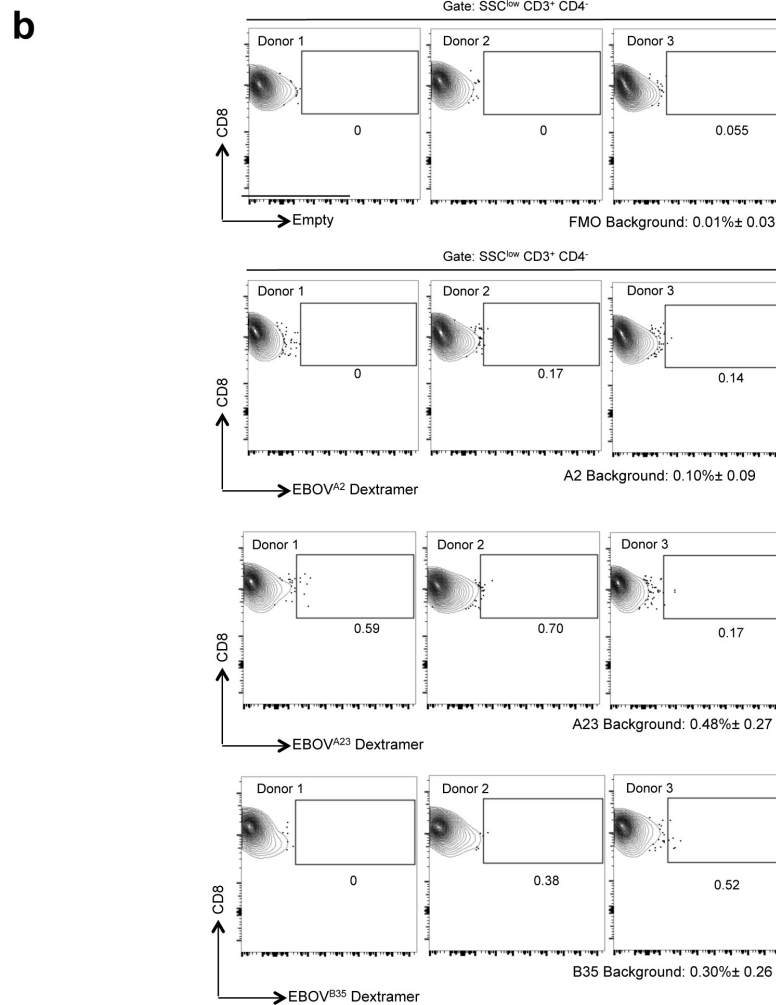 b
Gate: SSClow CD3+ CD4-
Donor 1 Donor 2 Donor 3
CD8
0 0 0.055
Empty
FMO Background: 0.01%± 0.03
Gate: SSClow CD3+ CD4-
Donor 1 Donor 2 Donor 3
CD8
0 0.17 0.14
A2 Background: 0.10%± 0.09
EBOVA2 Dextramer
Donor 1 Donor 2 Donor 3
CD8
0.59 0.70 0.17
A23 Background: 0.48%± 0.27
EBOVA23 Dextramer
Donor 1 Donor 2 Donor 3
CD8
0 0.38 0.52
B35 Background: 0.30%± 0.26
EBOVB35 Dextramer